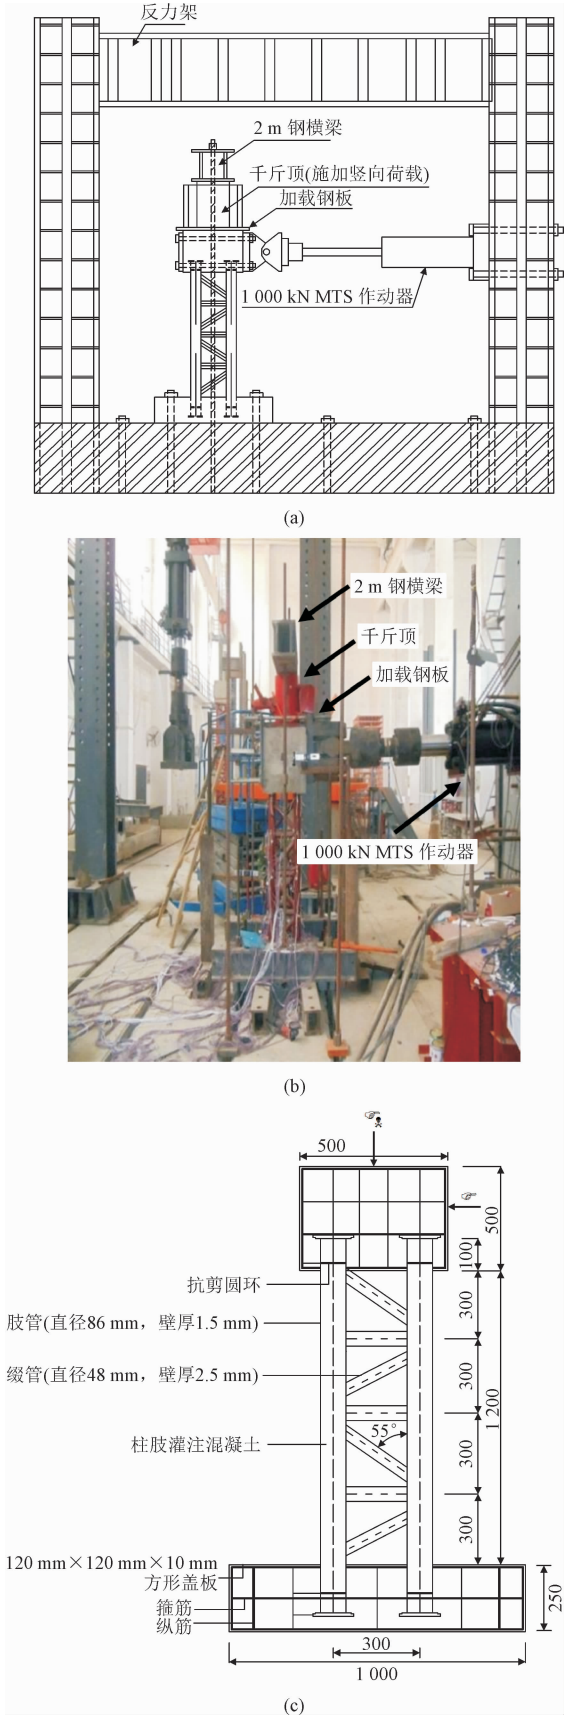 反力架
2 m 钢横梁
千斤顶(施加竖向荷载)
加载钢板
1 000 kN MTS 作动器
(a)
2 m 钢横梁
千斤顶
加载钢板
1 000 kN MTS 作动器
(b)
500
500
100
抗剪圆环
300
肢管(直径86 mm，壁厚1.5 mm)
缀管(直径48 mm，壁厚2.5 mm)
300
1 200
55°
柱肢灌注混凝土
300
300
120 mm×120 mm×10 mm
方形盖板
箍筋
纵筋
250
300
1 000
(c)